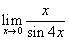 lim x→0 x / sin 4x